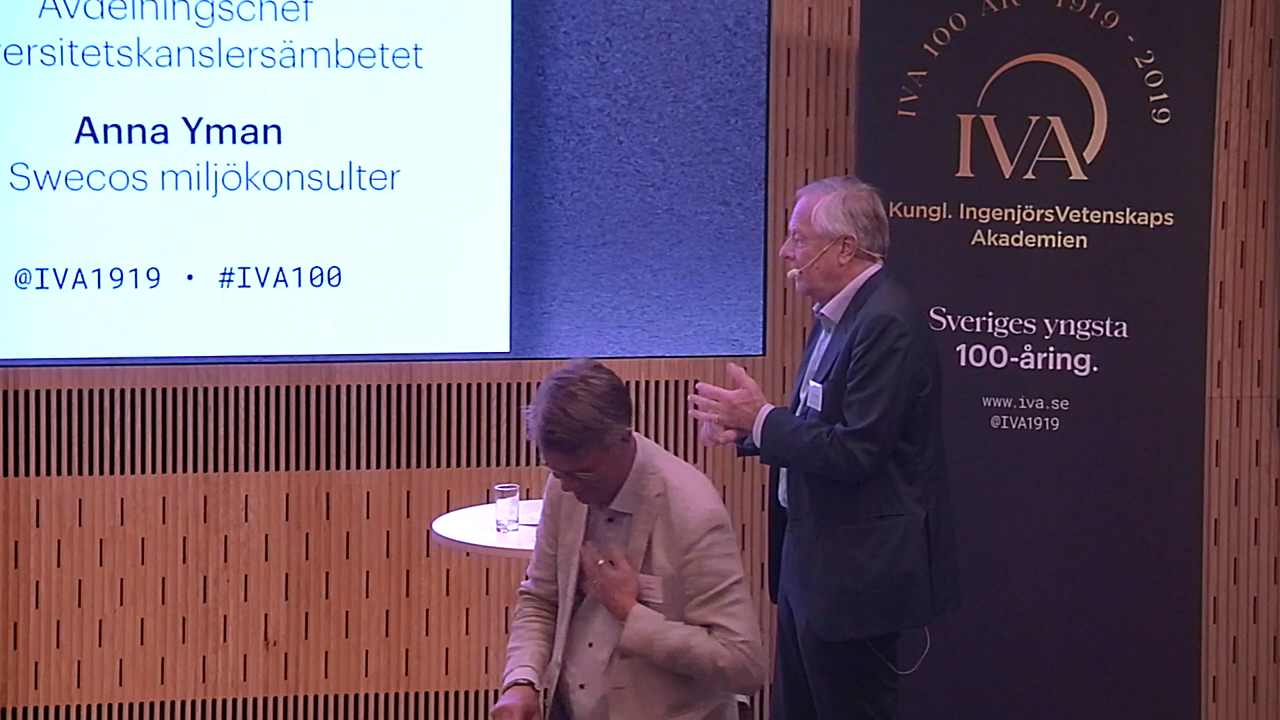 Avdelningschef
ersitetskanslersämbetet
Anna Yman
Swecos miljökonsulter
@IVA1919 • #IVA100
IVA 100 ÅR - 1919 - 2019
IVA
Kungl. IngenjörsVetenskaps
Akademien
Sveriges yngsta
100-åring.
www.iva.se
@IVA1919